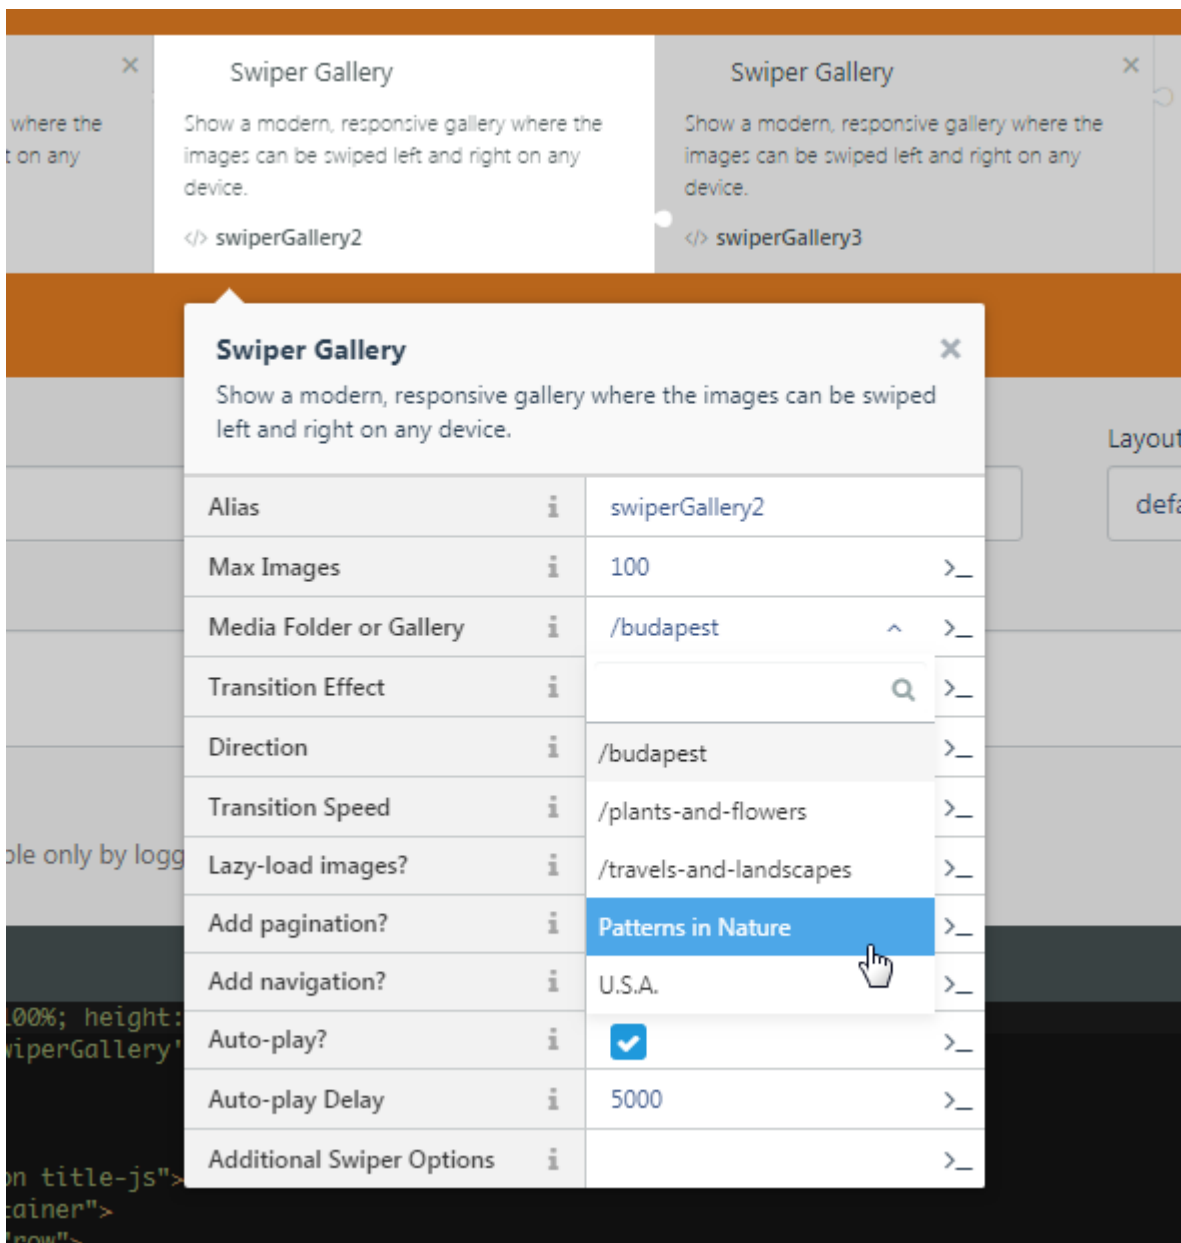 Swiper Gallery
Swiper Gallery
where the
t on any
Show a modern, responsive gallery where the
images can be swiped left and right on any
device.
</> swiperGallery2
Show a modern, responsive gallery where the
images can be swiped left and right on any
device.
</> swiperGallery3
Swiper Gallery
Show a modern, responsive gallery where the images can be swiped
left and right on any device.
Layout
defa
Alias
swiperGallery2
Max Images
100
Media Folder or Gallery
/budapest
Transition Effect
Direction
/budapest
Transition Speed
/plants-and-flowers
ble only by logg
Lazy-load images?
/travels-and-landscapes
Add pagination?
Patterns in Nature
Add navigation?
U.S.A.
100%; height:
wiperGallery'
Auto-play?
Auto-play Delay
5000
Additional Swiper Options
on title-js">
tainer">
"row">